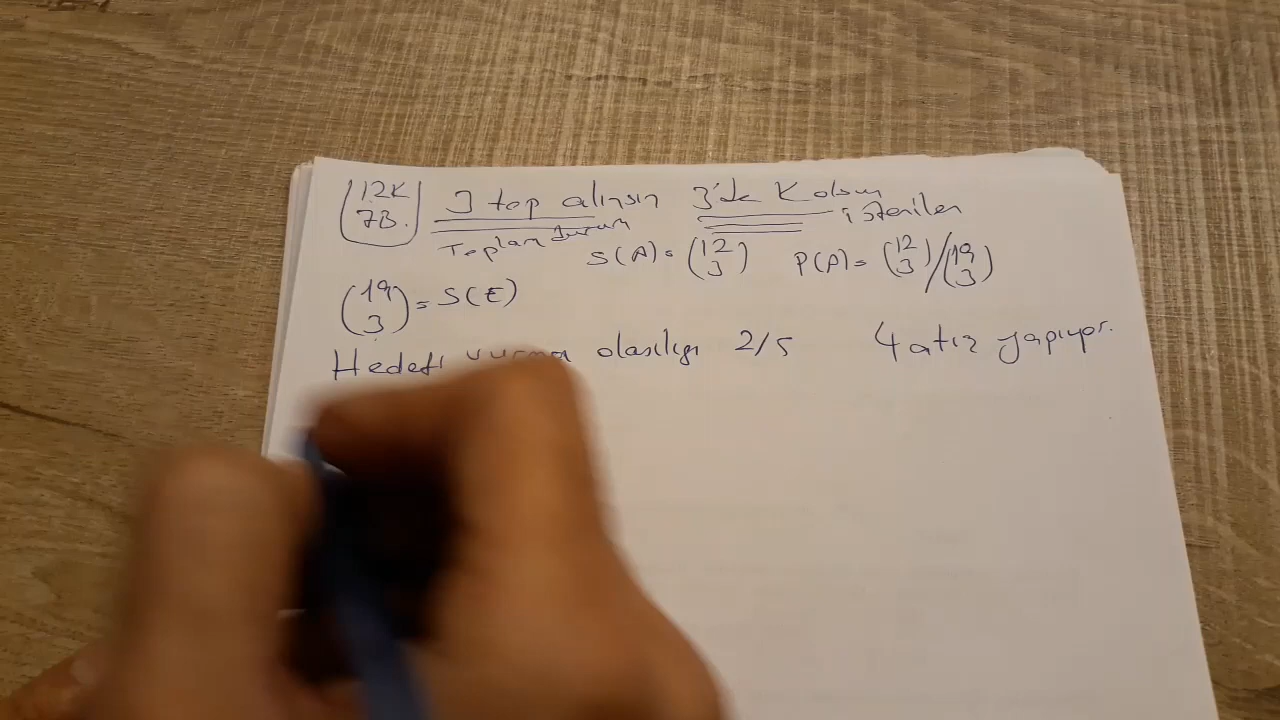 12K 3 top alınsın 3'de K olsun
7B. Toplam Durum istenilen
S(A) = (12 3) P(A) = (12 3) / (19 3)
(19 3) = S(E)
Hedefi vurma olasılığı 2/5 4 atış yapıyor.